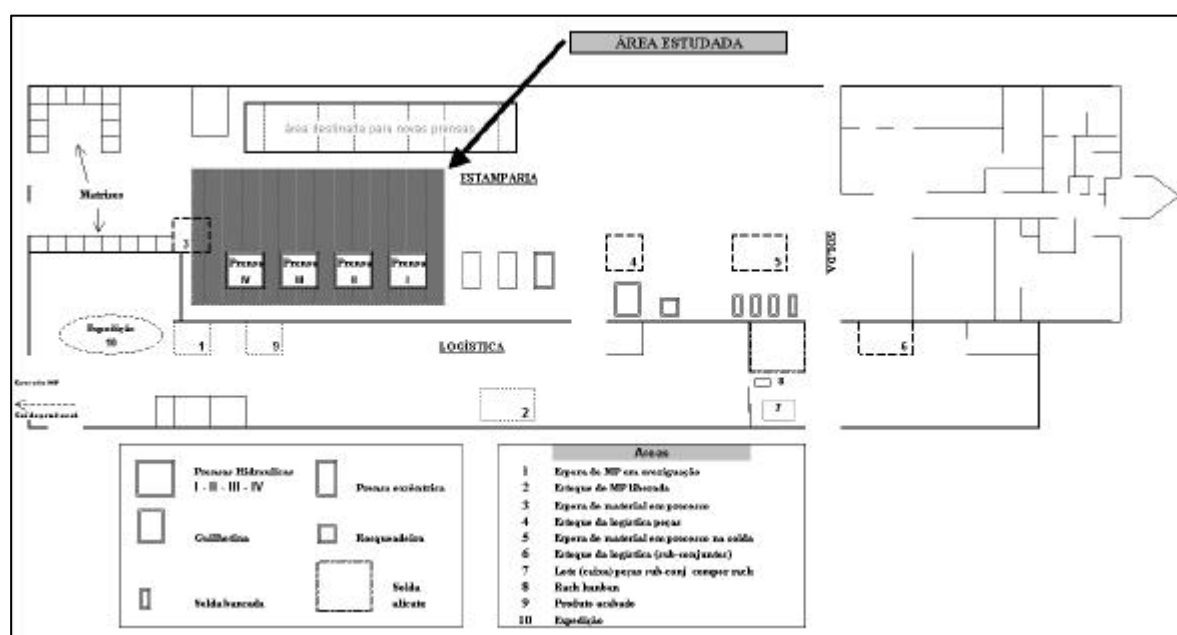 ÁREA ESTUDADA
área destinada para novas prensas
ESTAMPARIA
Matrizes
3
Prensa IV
Prensa III
Prensa II
Prensa I
4
5
SOLDA
Expedição
10
1
9
LOGÍSTICA
6
8
7
2
Prensas Hidraulicas
I - II - III - IV
Prensa excêntrica
Guilhotina
Rosqueadeira
Solda bancada
Solda
alicate
Areas
1 Espera de MP em averiguação
2 Estoque de MP liberada
3 Espera de material em processo
4 Estoque da logística peças
5 Espera de material em processo na solda
6 Estoque da logística (sub-conjuntos)
7 Lote (caixa) peças sub-conj compor rack
8 Rack kanban
9 Produto acabado
10 Expedição